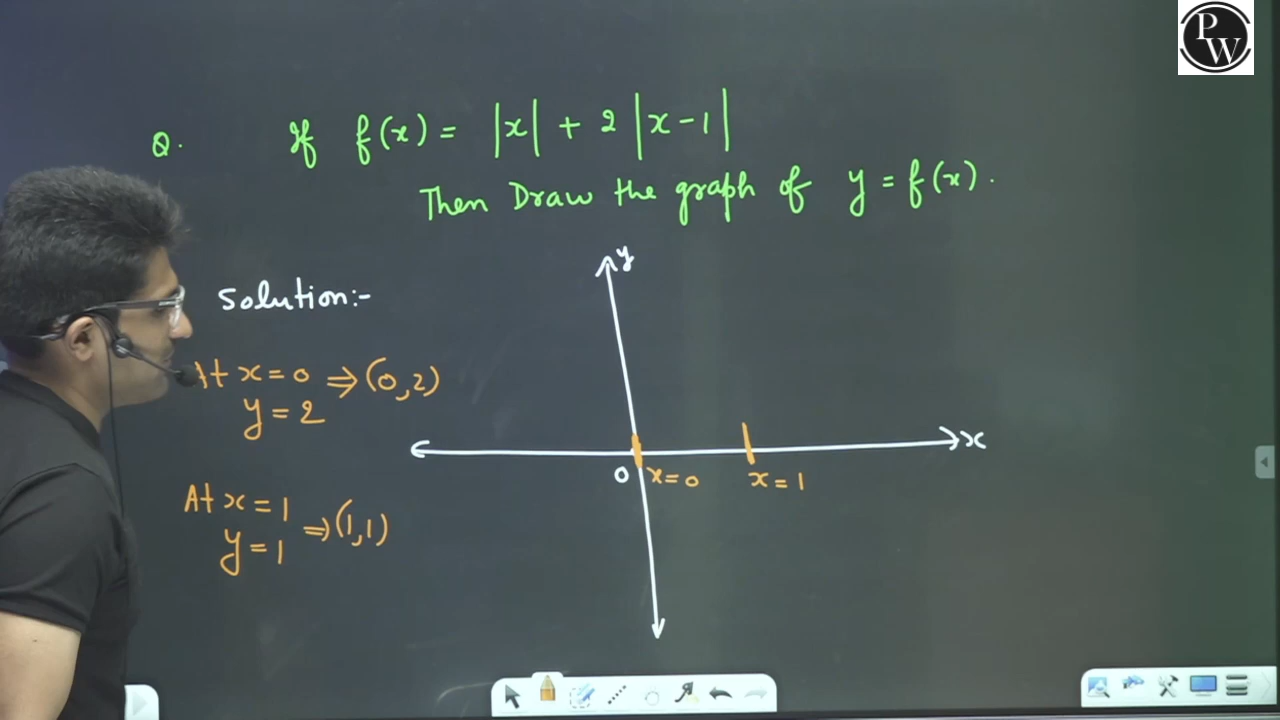 PW
Q. If f(x) = |x| + 2|x-1|
Then Draw the graph of y = f(x).
Solution:-
At x = 0 ⇒ (0,2)
y = 2
At x = 1
y = 1 ⇒ (1,1)
y
x
0 x = 0 x = 1